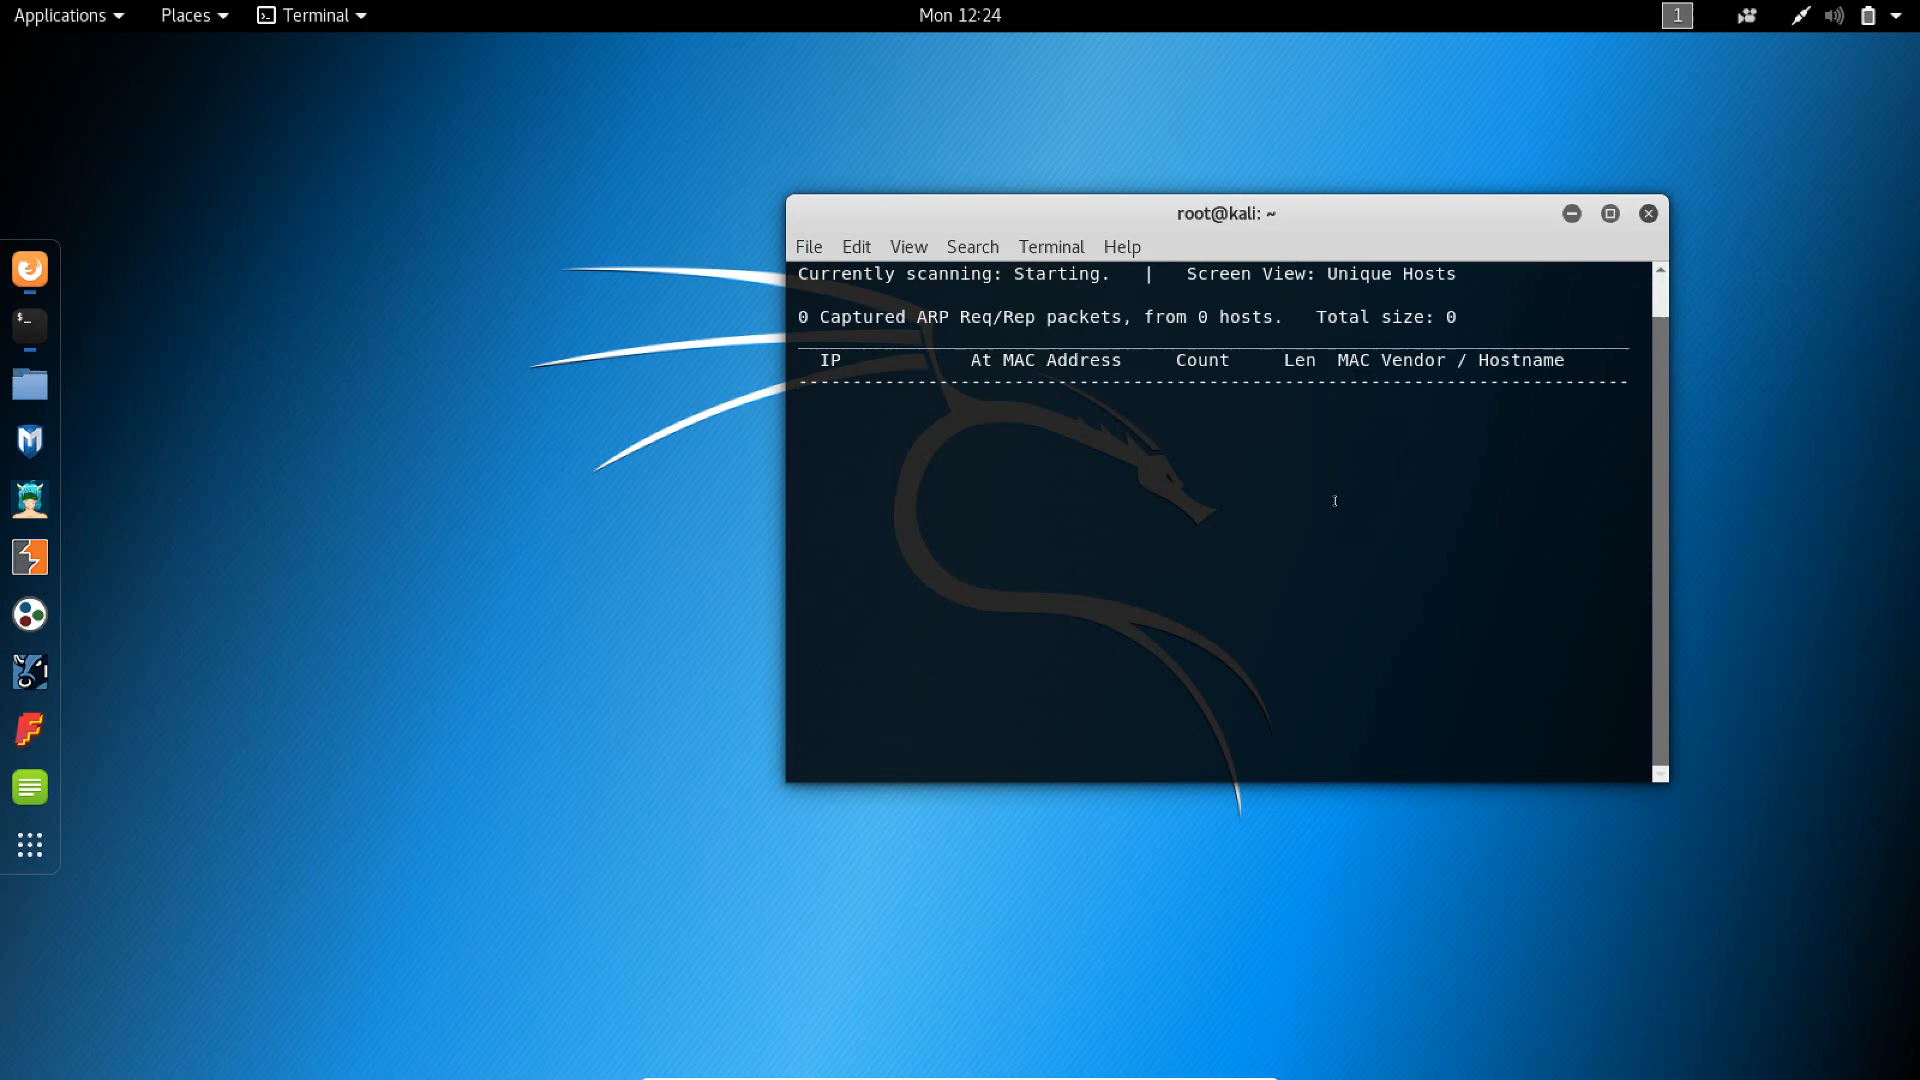 Applications Places Terminal Mon 12:24 1
root@kali: ~
File Edit View Search Terminal Help
Currently scanning: Starting. | Screen View: Unique Hosts
0 Captured ARP Req/Rep packets, from 0 hosts. Total size: 0
_____________________________________________________________________________
IP At MAC Address Count Len MAC Vendor / Hostname
-----------------------------------------------------------------------------
$_